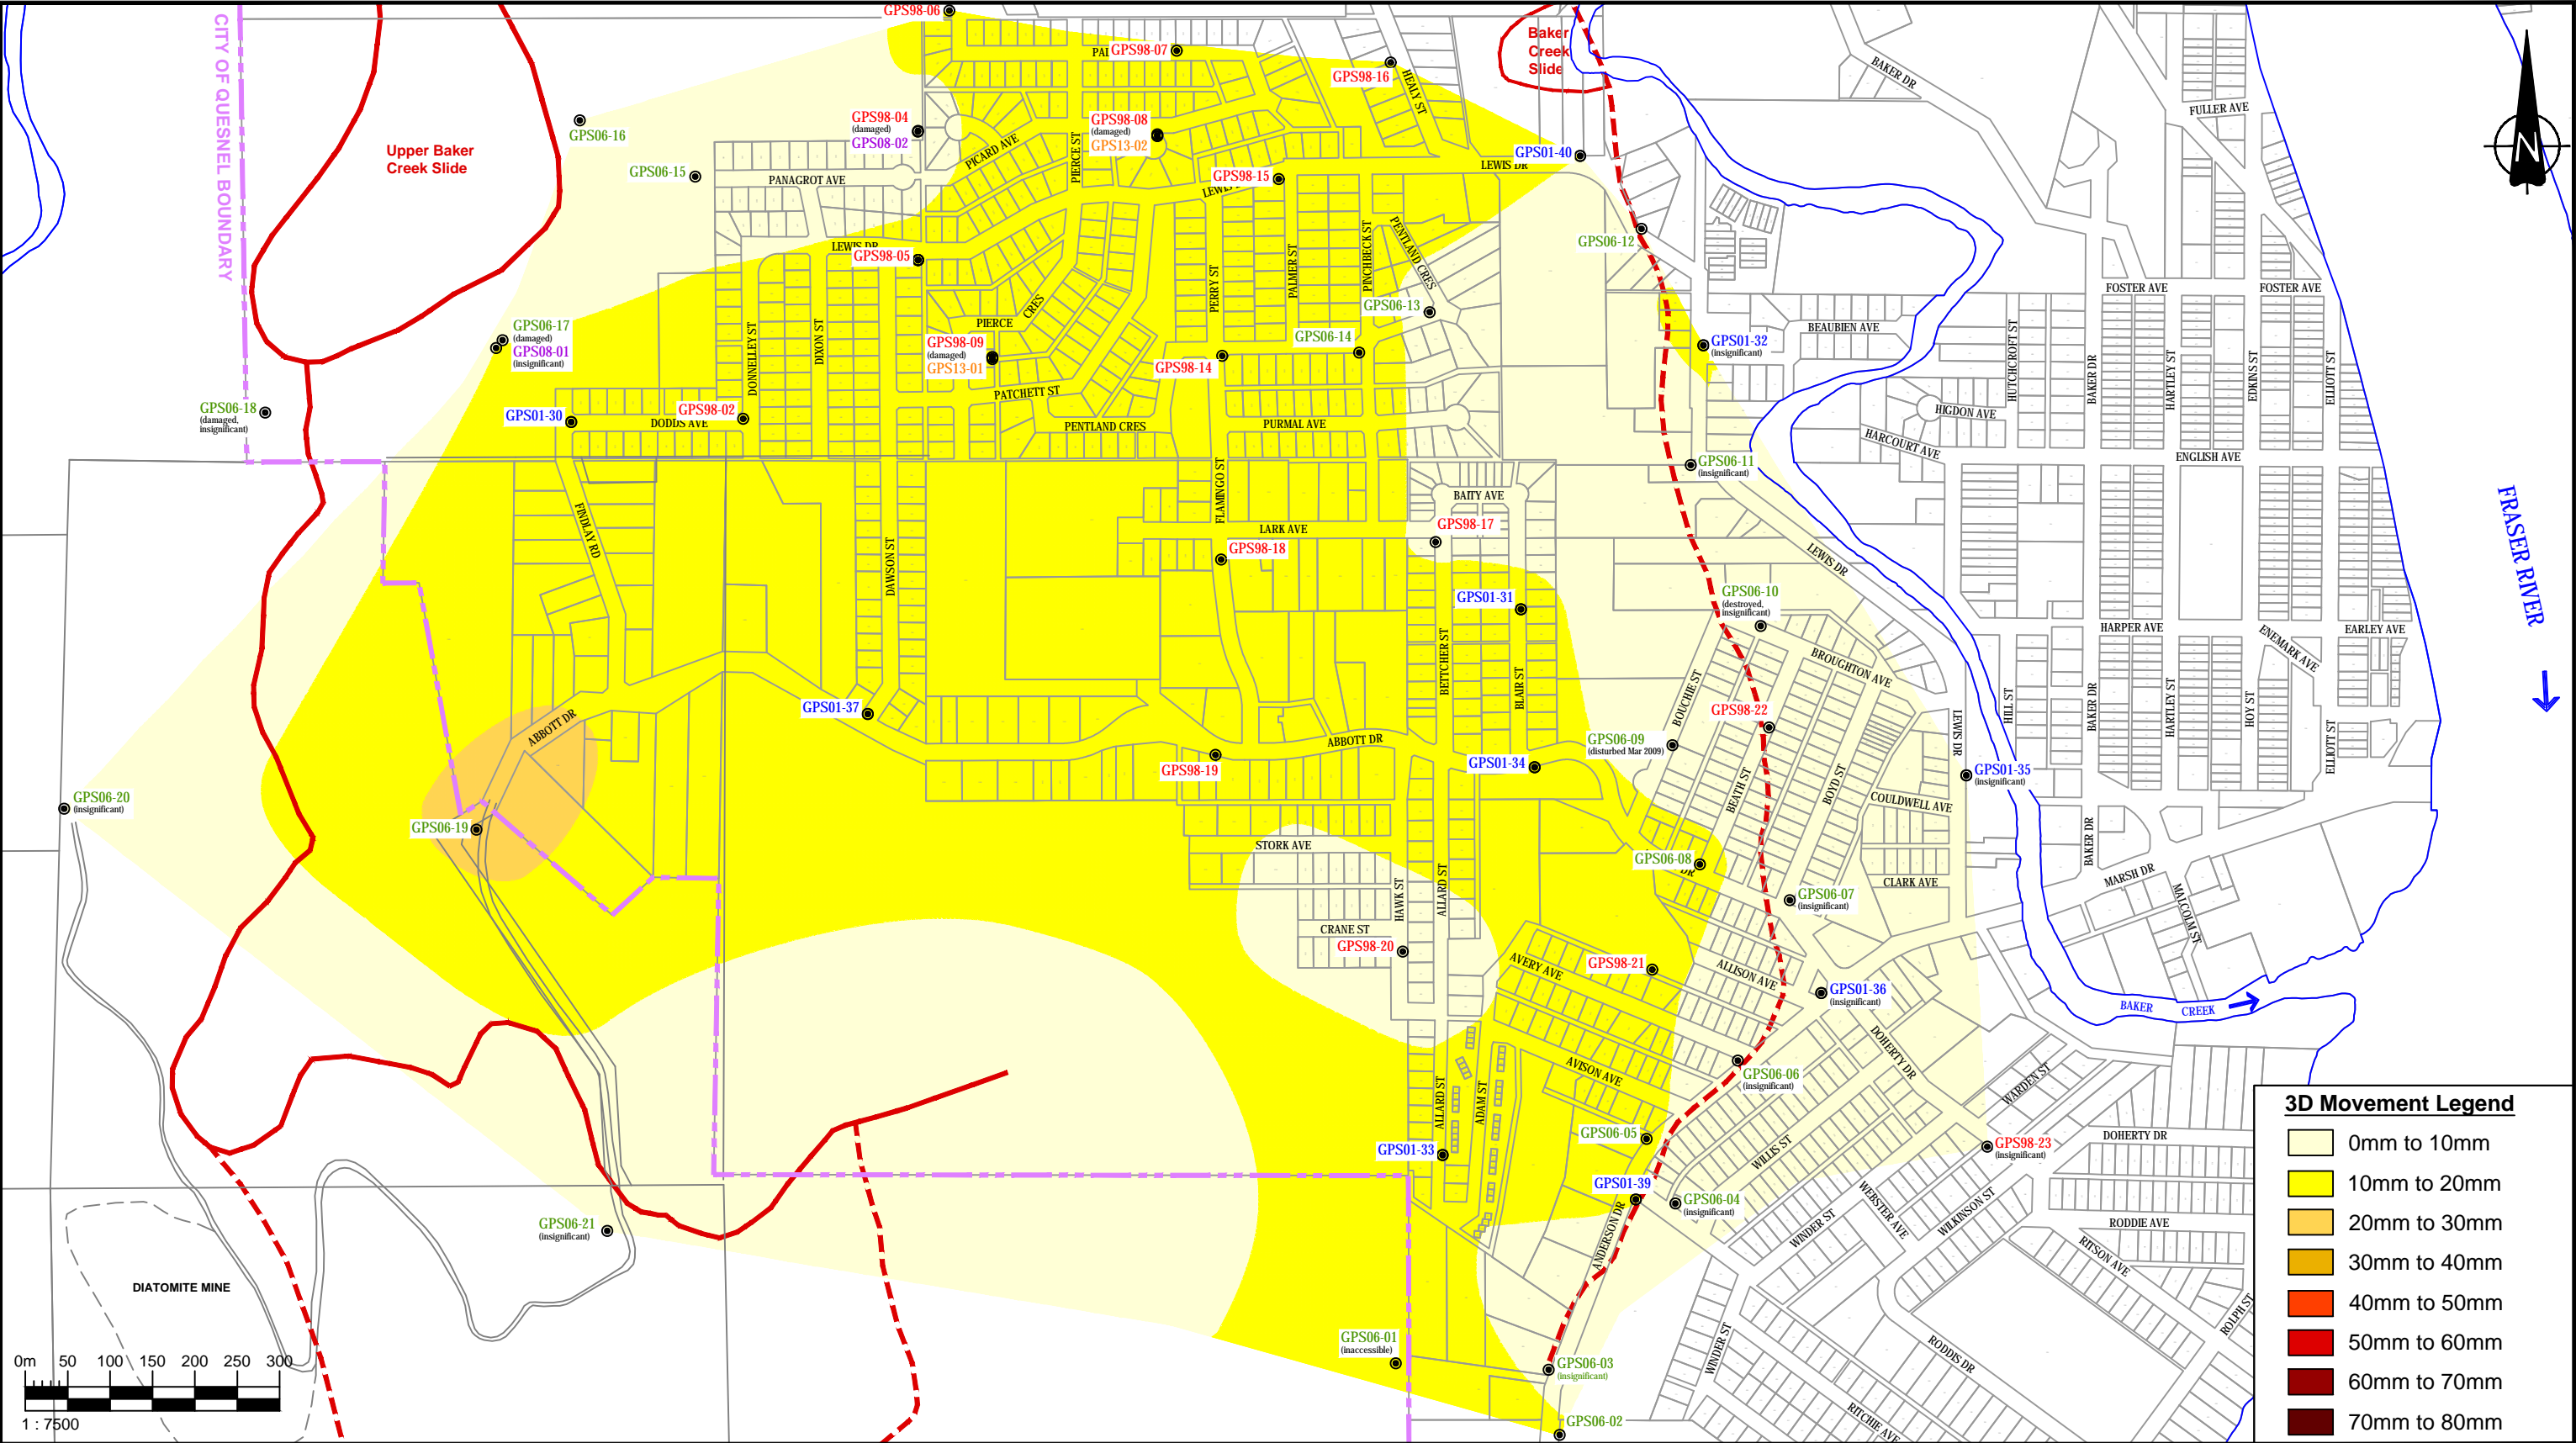 GPS98-06
CITY OF QUESNEL BOUNDARY
Baker
Creek
Slide
GPS98-07
PAL
GPS98-16
HEALY ST
BAKER DR
FULLER AVE
N
Upper Baker
Creek Slide
GPS06-16
GPS98-04
(damaged)
GPS08-02
GPS98-08
(damaged)
GPS13-02
PIERCE ST
PICARD AVE
GPS01-40
LEWIS DR
GPS06-15
PANAGROT AVE
GPS98-15
LEWIS
GPS06-12
LEWIS DR
GPS98-05
PERRY ST
PALMER ST
PINCHBECK ST
PENTLAND CRES
GPS06-13
FOSTER AVE
FOSTER AVE
GPS06-17
(damaged)
GPS08-01
(insignificant)
DONNELLEY ST
DIXON ST
PIERCE
CRES
GPS98-09
(damaged)
GPS13-01
GPS98-14
GPS06-14
GPS01-32
(insignificant)
BEAUBIEN AVE
HUTCHCROFT ST
BAKER DR
HARTLEY ST
EDKINS ST
ELLIOTT ST
PATCHETT ST
GPS06-18
(damaged,
insignificant)
GPS01-30
GPS98-02
DODDS AVE
PENTLAND CRES
PURMAL AVE
HIGDON AVE
HARCOURT AVE
ENGLISH AVE
GPS06-11
(insignificant)
FINDLAY RD
DAWSON ST
FLAMINGO ST
BAITY AVE
LARK AVE
GPS98-17
GPS98-18
LEWIS DR
FRASER RIVER
GPS01-31
GPS06-10
(destroyed,
insignificant)
HARPER AVE
ENEMARK AVE
EARLEY AVE
BETTCHER ST
BLAIR ST
BOUCHIE ST
BROUGHTON AVE
GPS01-37
ABBOTT DR
GPS98-22
LEWIS DR
HILL ST
BAKER DR
HARTLEY ST
HOY ST
ELLIOTT ST
GPS98-19
ABBOTT DR
GPS01-34
GPS06-09
(disturbed Mar 2009)
BEATH ST
BOYD ST
GPS01-35
(insignificant)
COULDWELL AVE
GPS06-20
(insignificant)
GPS06-19
STORK AVE
GPS06-08
DR
BAKER DR
MARSH DR
MALCOLM ST
CLARK AVE
GPS06-07
(insignificant)
HAWK ST
ALLARD ST
CRANE ST
GPS98-20
AVERY AVE
GPS98-21
ALLISON AVE
GPS01-36
(insignificant)
BAKER CREEK
DOHERTY DR
GPS06-06
(insignificant)
AVISON AVE
ALLARD ST
ADAM ST
WARDEN ST
GPS06-05
WILLIS ST
GPS01-33
GPS98-23
(insignificant)
DOHERTY DR
GPS01-39
GPS06-04
(insignificant)
WEBSTER AVE
WILKINSON ST
WINDER ST
ANDERSON DR
RODDIE AVE
RITSON AVE
GPS06-21
(insignificant)
DIATOMITE MINE
GPS06-01
(inaccessible)
GPS06-03
(insignificant)
WINDER ST
RODDIS DR
ROLPH ST
RITCHIE AVE
GPS06-02
0m 50 100 150 200 250 300
1 : 7500
3D Movement Legend
0mm to 10mm
10mm to 20mm
20mm to 30mm
30mm to 40mm
40mm to 50mm
50mm to 60mm
60mm to 70mm
70mm to 80mm